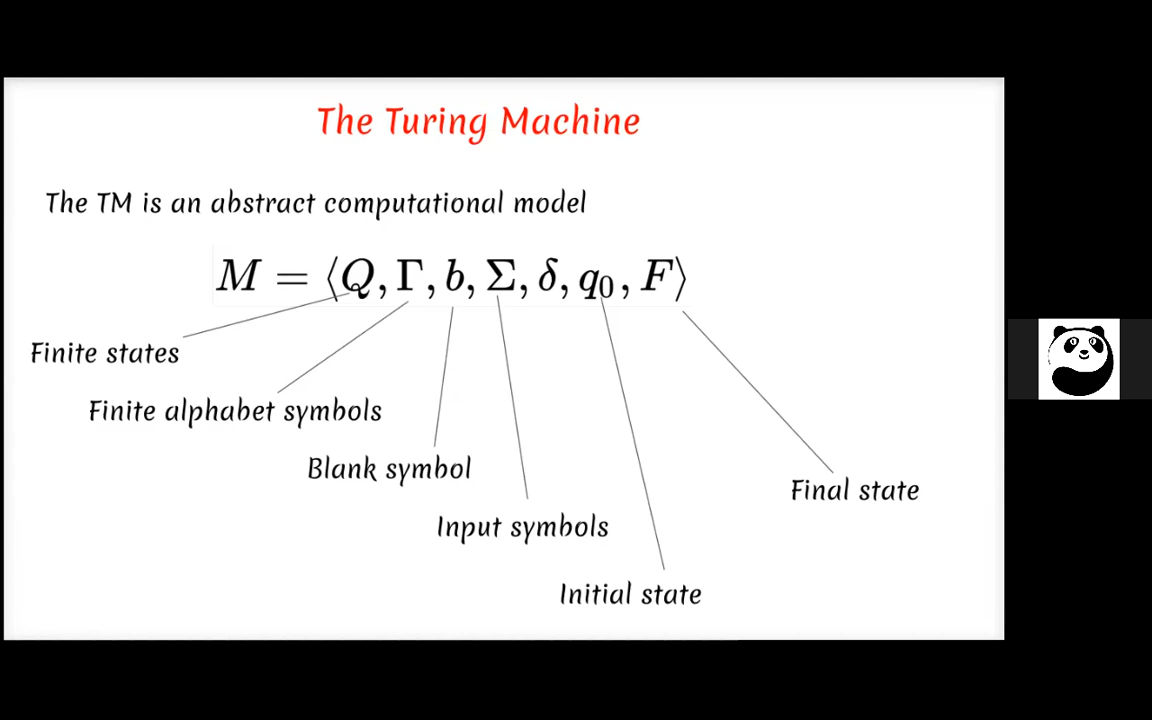 The Turing Machine
The TM is an abstract computational model
M = ⟨Q, Γ, b, Σ, δ, q₀, F⟩
Finite states
Finite alphabet symbols
Blank symbol
Input symbols
Initial state
Final state